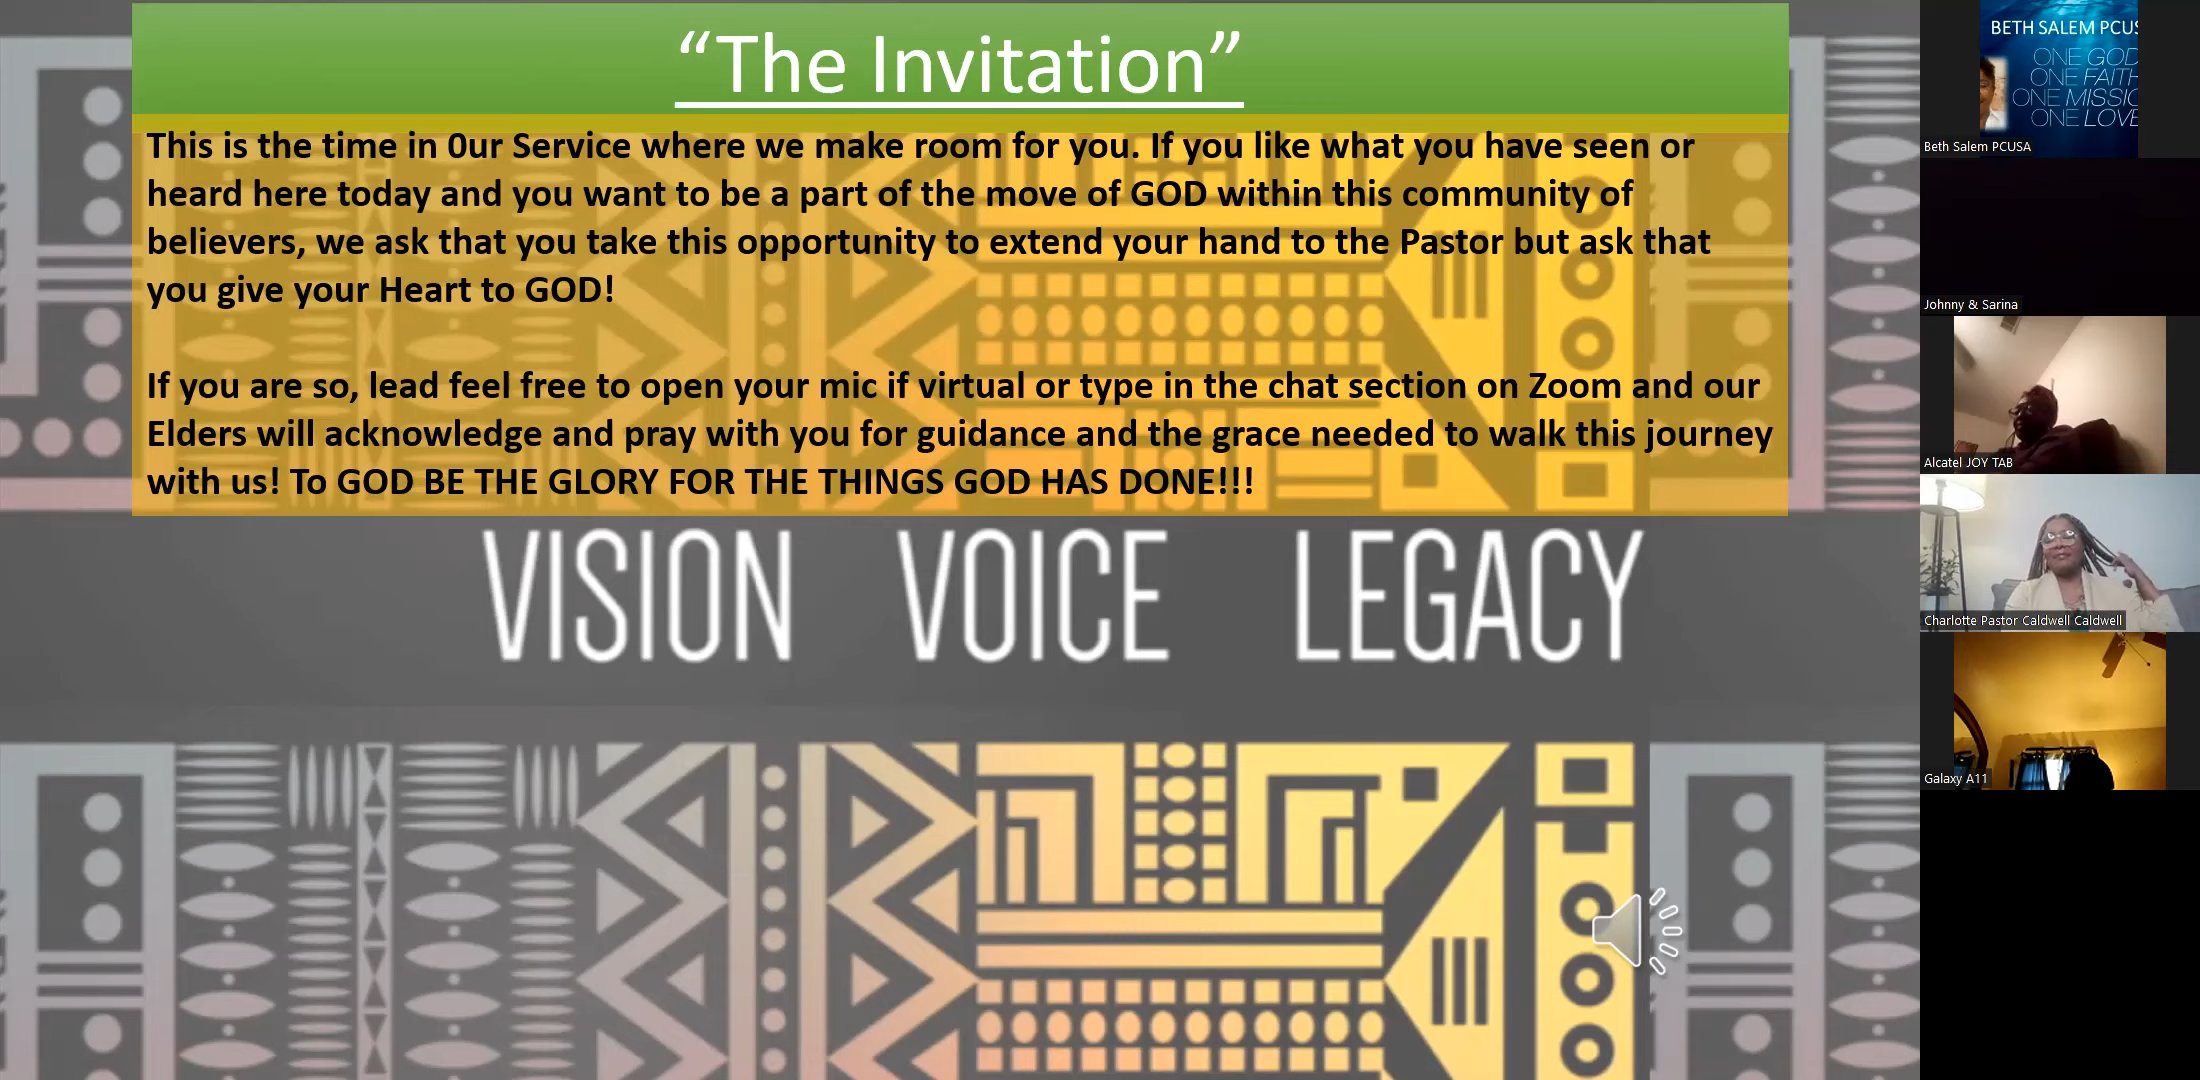 “The Invitation”
This is the time in 0ur Service where we make room for you. If you like what you have seen or
heard here today and you want to be a part of the move of GOD within this community of
believers, we ask that you take this opportunity to extend your hand to the Pastor but ask that
you give your Heart to GOD!
If you are so, lead feel free to open your mic if virtual or type in the chat section on Zoom and our
Elders will acknowledge and pray with you for guidance and the grace needed to walk this journey
with us! To GOD BE THE GLORY FOR THE THINGS GOD HAS DONE!!!
VISION VOICE LEGACY
BETH SALEM PCUS
ONE GOD
ONE FAITH
ONE MISSIO
ONE LOVE
Beth Salem PCUSA
Johnny & Sarina
Alcatel JOY TAB
Charlotte Pastor Caldwell Caldwell
Galaxy A11